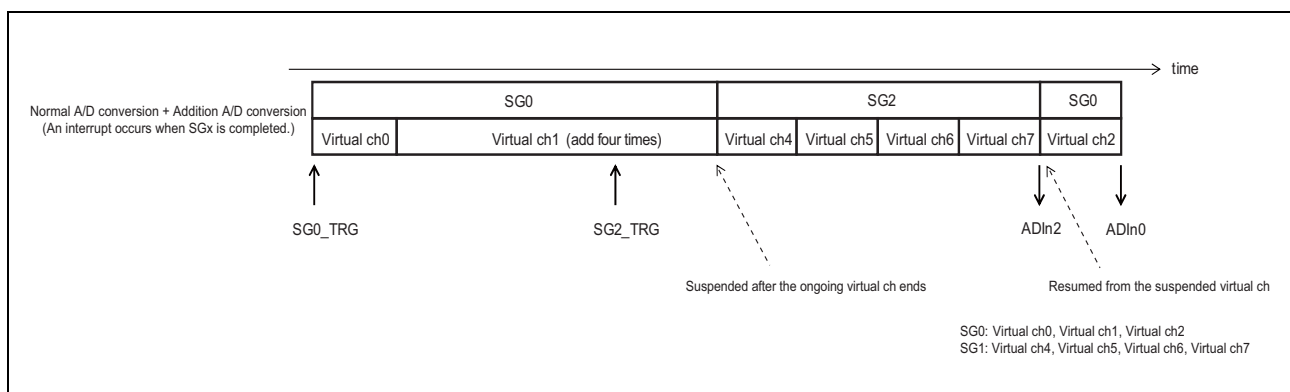 time
Normal A/D conversion + Addition A/D conversion
(An interrupt occurs when SGx is completed.)
SG0 SG2 SG0
Virtual ch0 Virtual ch1 (add four times) Virtual ch4 Virtual ch5 Virtual ch6 Virtual ch7 Virtual ch2
SG0_TRG SG2_TRG ADIn2 ADIn0
Suspended after the ongoing virtual ch ends Resumed from the suspended virtual ch
SG0: Virtual ch0, Virtual ch1, Virtual ch2
SG1: Virtual ch4, Virtual ch5, Virtual ch6, Virtual ch7